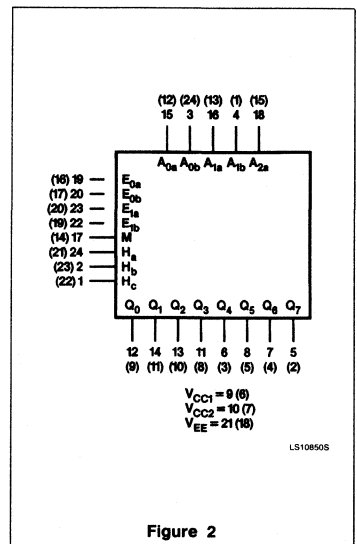 (12) (24) (13) (1) (15)
15 3 16 4 18
A0a A0b A1a A1b A2a
(16) 19 E0a
(17) 20 E0b
(20) 23 E1a
(19) 22 E1b
(14) 17 M
(21) 24 Ha
(23) 2 Hb
(22) 1 Hc
Q0 Q1 Q2 Q3 Q4 Q5 Q6 Q7
12 14 13 11 6 8 7 5
(9) (11) (10) (8) (3) (5) (4) (2)
VCC1 = 9 (6)
VCC2 = 10 (7)
VEE = 21 (18)
LS10850S
Figure 2